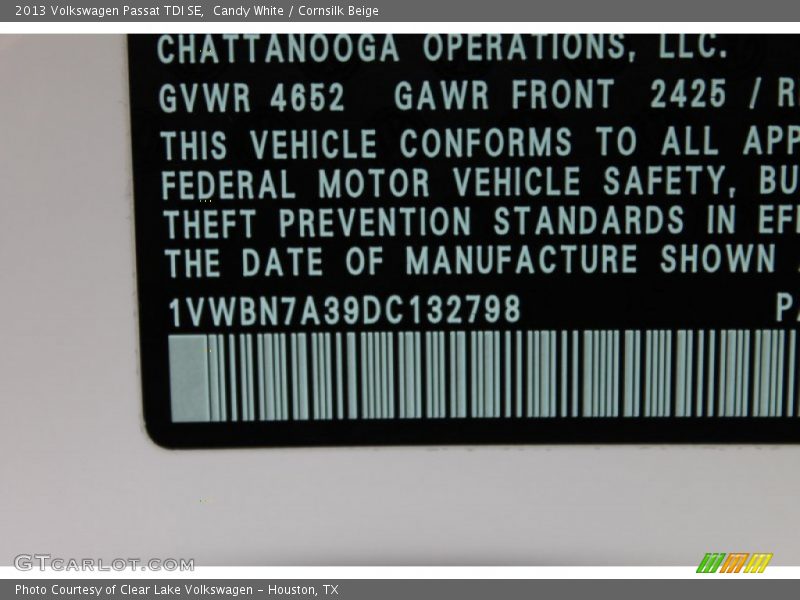 2013 Volkswagen Passat TDI SE, Candy White / Cornsilk Beige
CHATTANOOGA OPERATIONS, LLC.
GVWR 4652 GAWR FRONT 2425 / R
THIS VEHICLE CONFORMS TO ALL APP
FEDERAL MOTOR VEHICLE SAFETY, BU
THEFT PREVENTION STANDARDS IN EF
THE DATE OF MANUFACTURE SHOWN
1VWBN7A39DC132798 PA
GTCARLOT.COM
Photo Courtesy of Clear Lake Volkswagen - Houston, TX